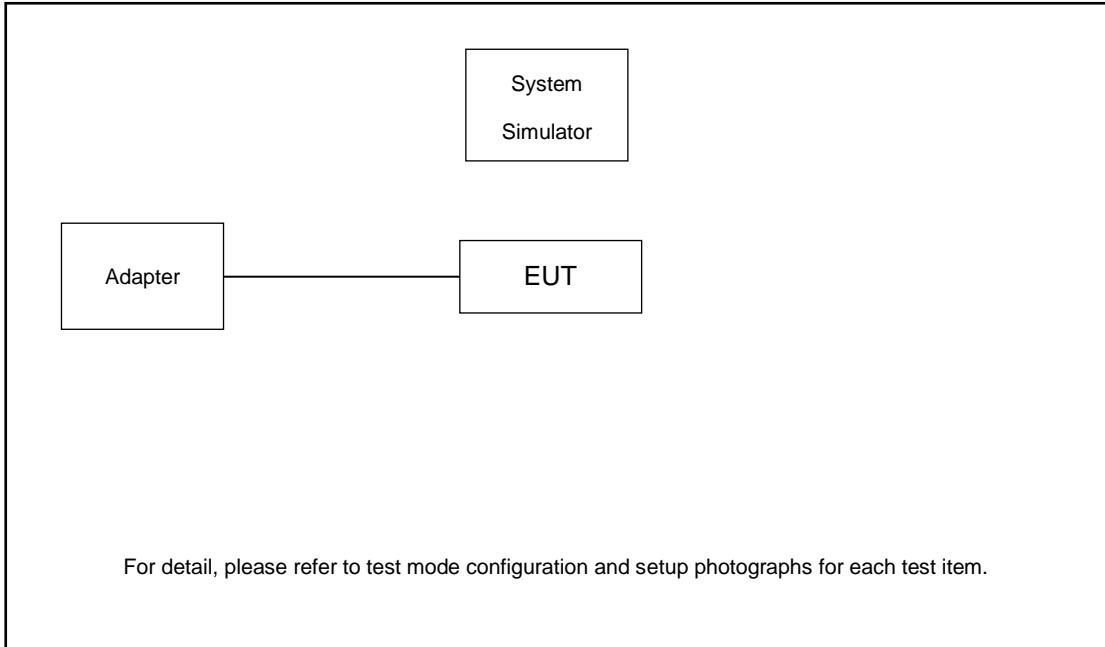 System
Simulator
Adapter
EUT
For detail, please refer to test mode configuration and setup photographs for each test item.